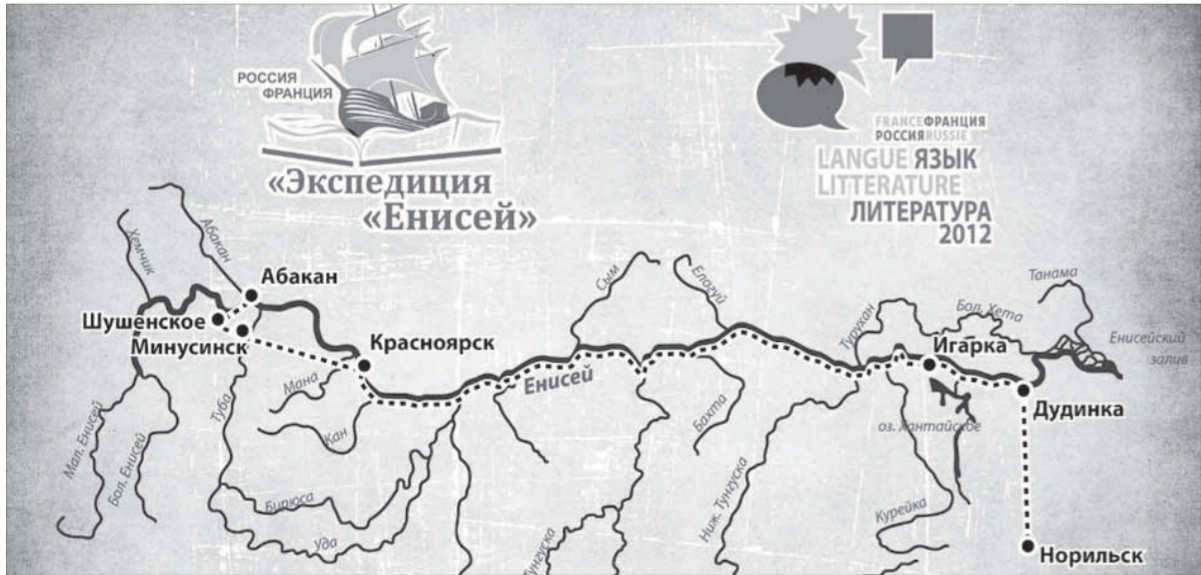 РОССИЯ
ФРАНЦИЯ
«Экспедиция
«Енисей»
FRANCEФРАНЦИЯ
РОССИЯRUSSIE
LANGUE ЯЗЫК
LITTERATURE
ЛИТЕРАТУРА
2012
Хемчик
Абакан
Абакан
Шушенское
Минусинск
Красноярск
Сым
Елогуй
Турухан
Бол. Хета
Танама
Енисейский
залив
Игарка
Дудинка
Енисей
Мана
Кан
Туба
Мал. Енисей
Бол. Енисей
Бирюса
Уда
Тунгуска
Бахта
Ниж. Тунгуска
оз. Хантайское
Курейка
Норильск